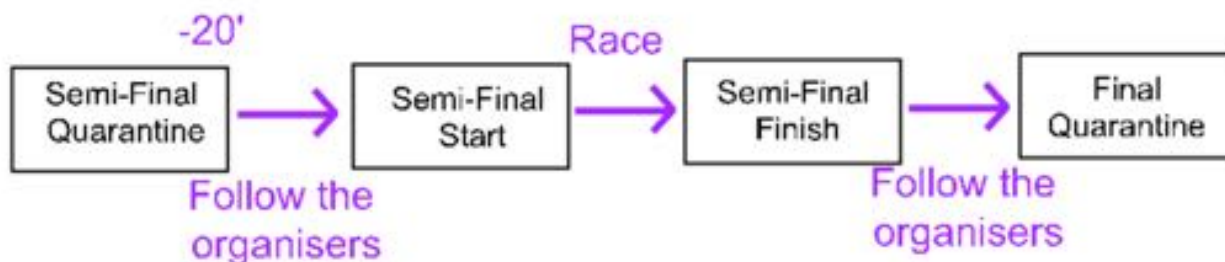 -20'
Race
Semi-Final
Quarantine
Semi-Final
Start
Semi-Final
Finish
Final
Quarantine
Follow the
organisers
Follow the
organisers